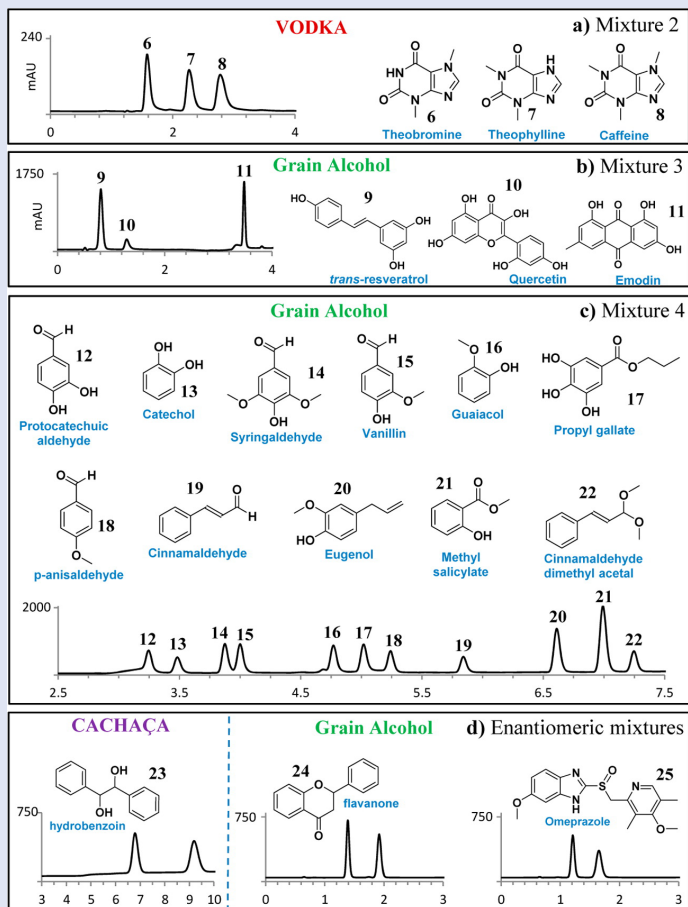 VODKA
a) Mixture 2
240
mAU
6
7
8
0
2
4
6
Theobromine
7
Theophylline
8
Caffeine
Grain Alcohol
b) Mixture 3
1750
mAU
9
10
11
0
2
4
9
trans-resveratrol
10
Quercetin
11
Emodin
Grain Alcohol
c) Mixture 4
12
Protocatechuic
aldehyde
13
Catechol
14
Syringaldehyde
15
Vanillin
16
Guaiacol
17
Propyl gallate
18
p-anisaldehyde
19
Cinnamaldehyde
20
Eugenol
21
Methyl
salicylate
22
Cinnamaldehyde
dimethyl acetal
2000
12
13
14
15
16
17
18
19
20
21
22
2.5
3.5
4.5
5.5
6.5
7.5
CACHAÇA
Grain Alcohol
d) Enantiomeric mixtures
23
hydrobenzoin
750
3 4 5 6 7 8 9 10
24
flavanone
750
0 1 2 3
25
Omeprazole
750
0 1 2 3